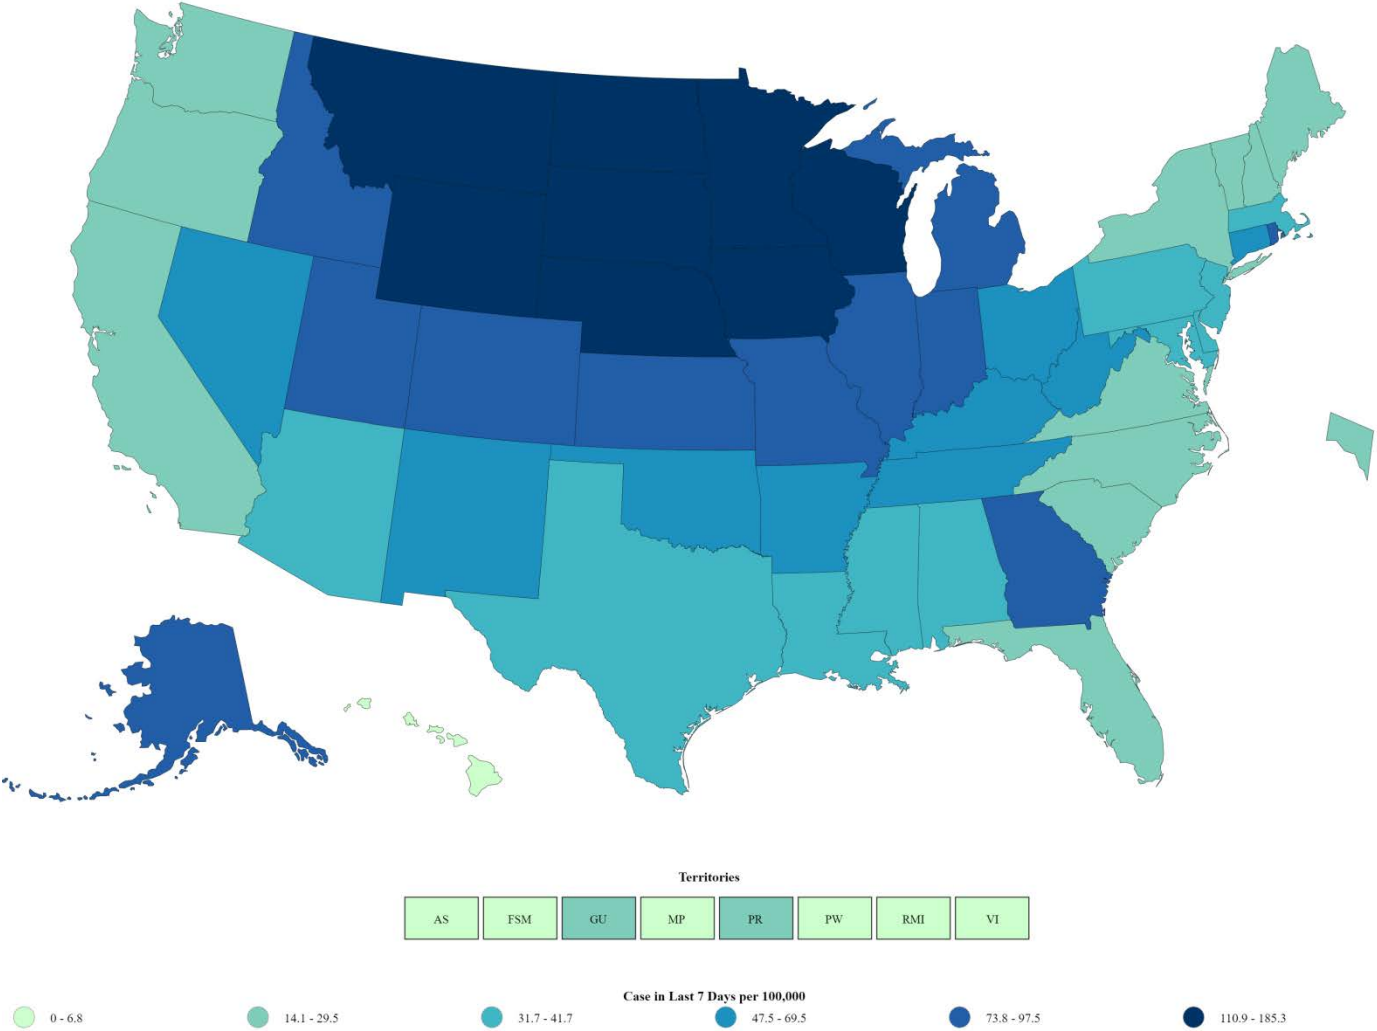 Territories
AS FSM GU MP PR PW RMI VI
Case in Last 7 Days per 100,000
0 - 6.8 14.1 - 29.5 31.7 - 41.7 47.5 - 69.5 73.8 - 97.5 110.9 - 185.3